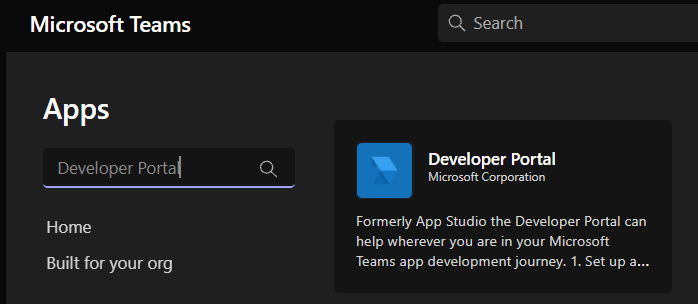 Microsoft Teams
Search
Apps
Developer Portal
Home
Built for your org
Developer Portal
Microsoft Corporation
Formerly App Studio the Developer Portal can
help wherever you are in your Microsoft
Teams app development journey. 1. Set up a...